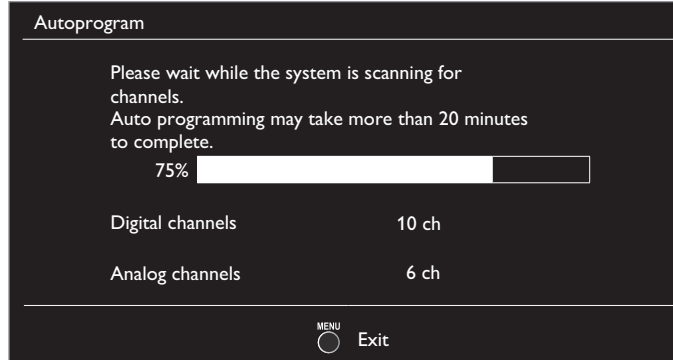 Autoprogram
Please wait while the system is scanning for
channels.
Auto programming may take more than 20 minutes
to complete.
75%
Digital channels 10 ch
Analog channels 6 ch
MENU
Exit